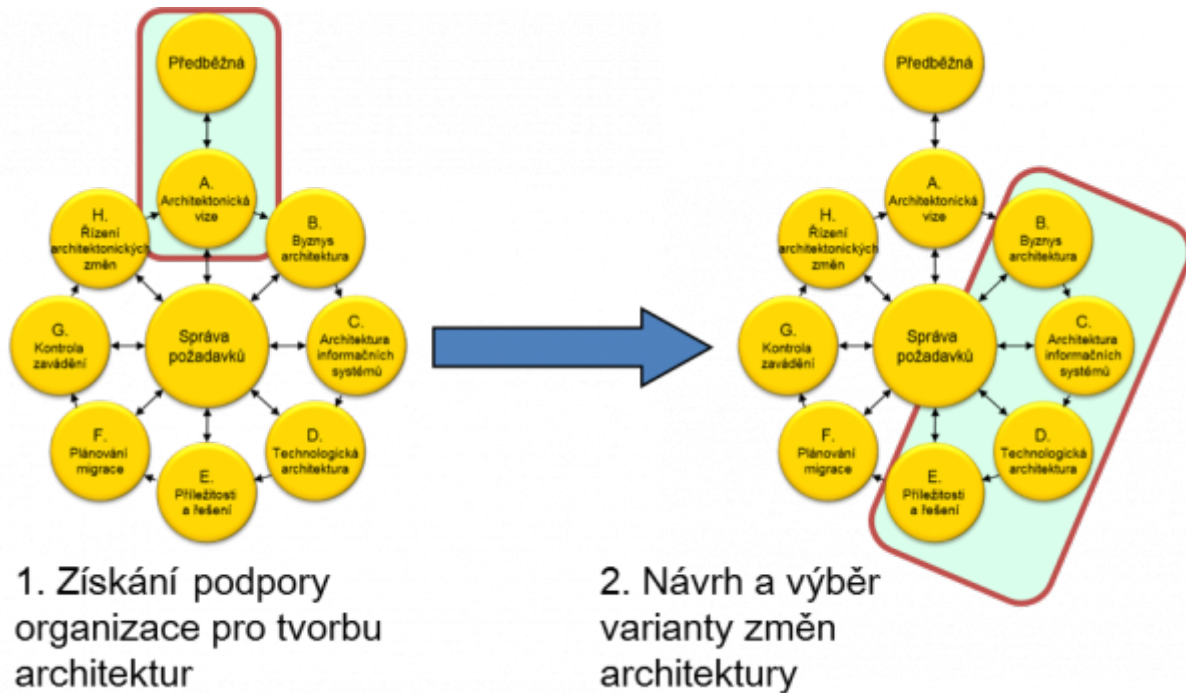 Předběžná
A.
Architektonická
vize
H.
Řízení
architektonických
změn
B.
Byznys
architektura
G.
Kontrola
zavádění
Správa
požadavků
C.
Architektura
informačních
systémů
F.
Plánování
migrace
D.
Technologická
architektura
E.
Příležitosti
a řešení
1. Získání podpory
organizace pro tvorbu
architektur
Předběžná
A.
Architektonická
vize
H.
Řízení
architektonických
změn
B.
Byznys
architektura
G.
Kontrola
zavádění
Správa
požadavků
C.
Architektura
informačních
systémů
F.
Plánování
migrace
D.
Technologická
architektura
E.
Příležitosti
a řešení
2. Návrh a výběr
varianty změn
architektury